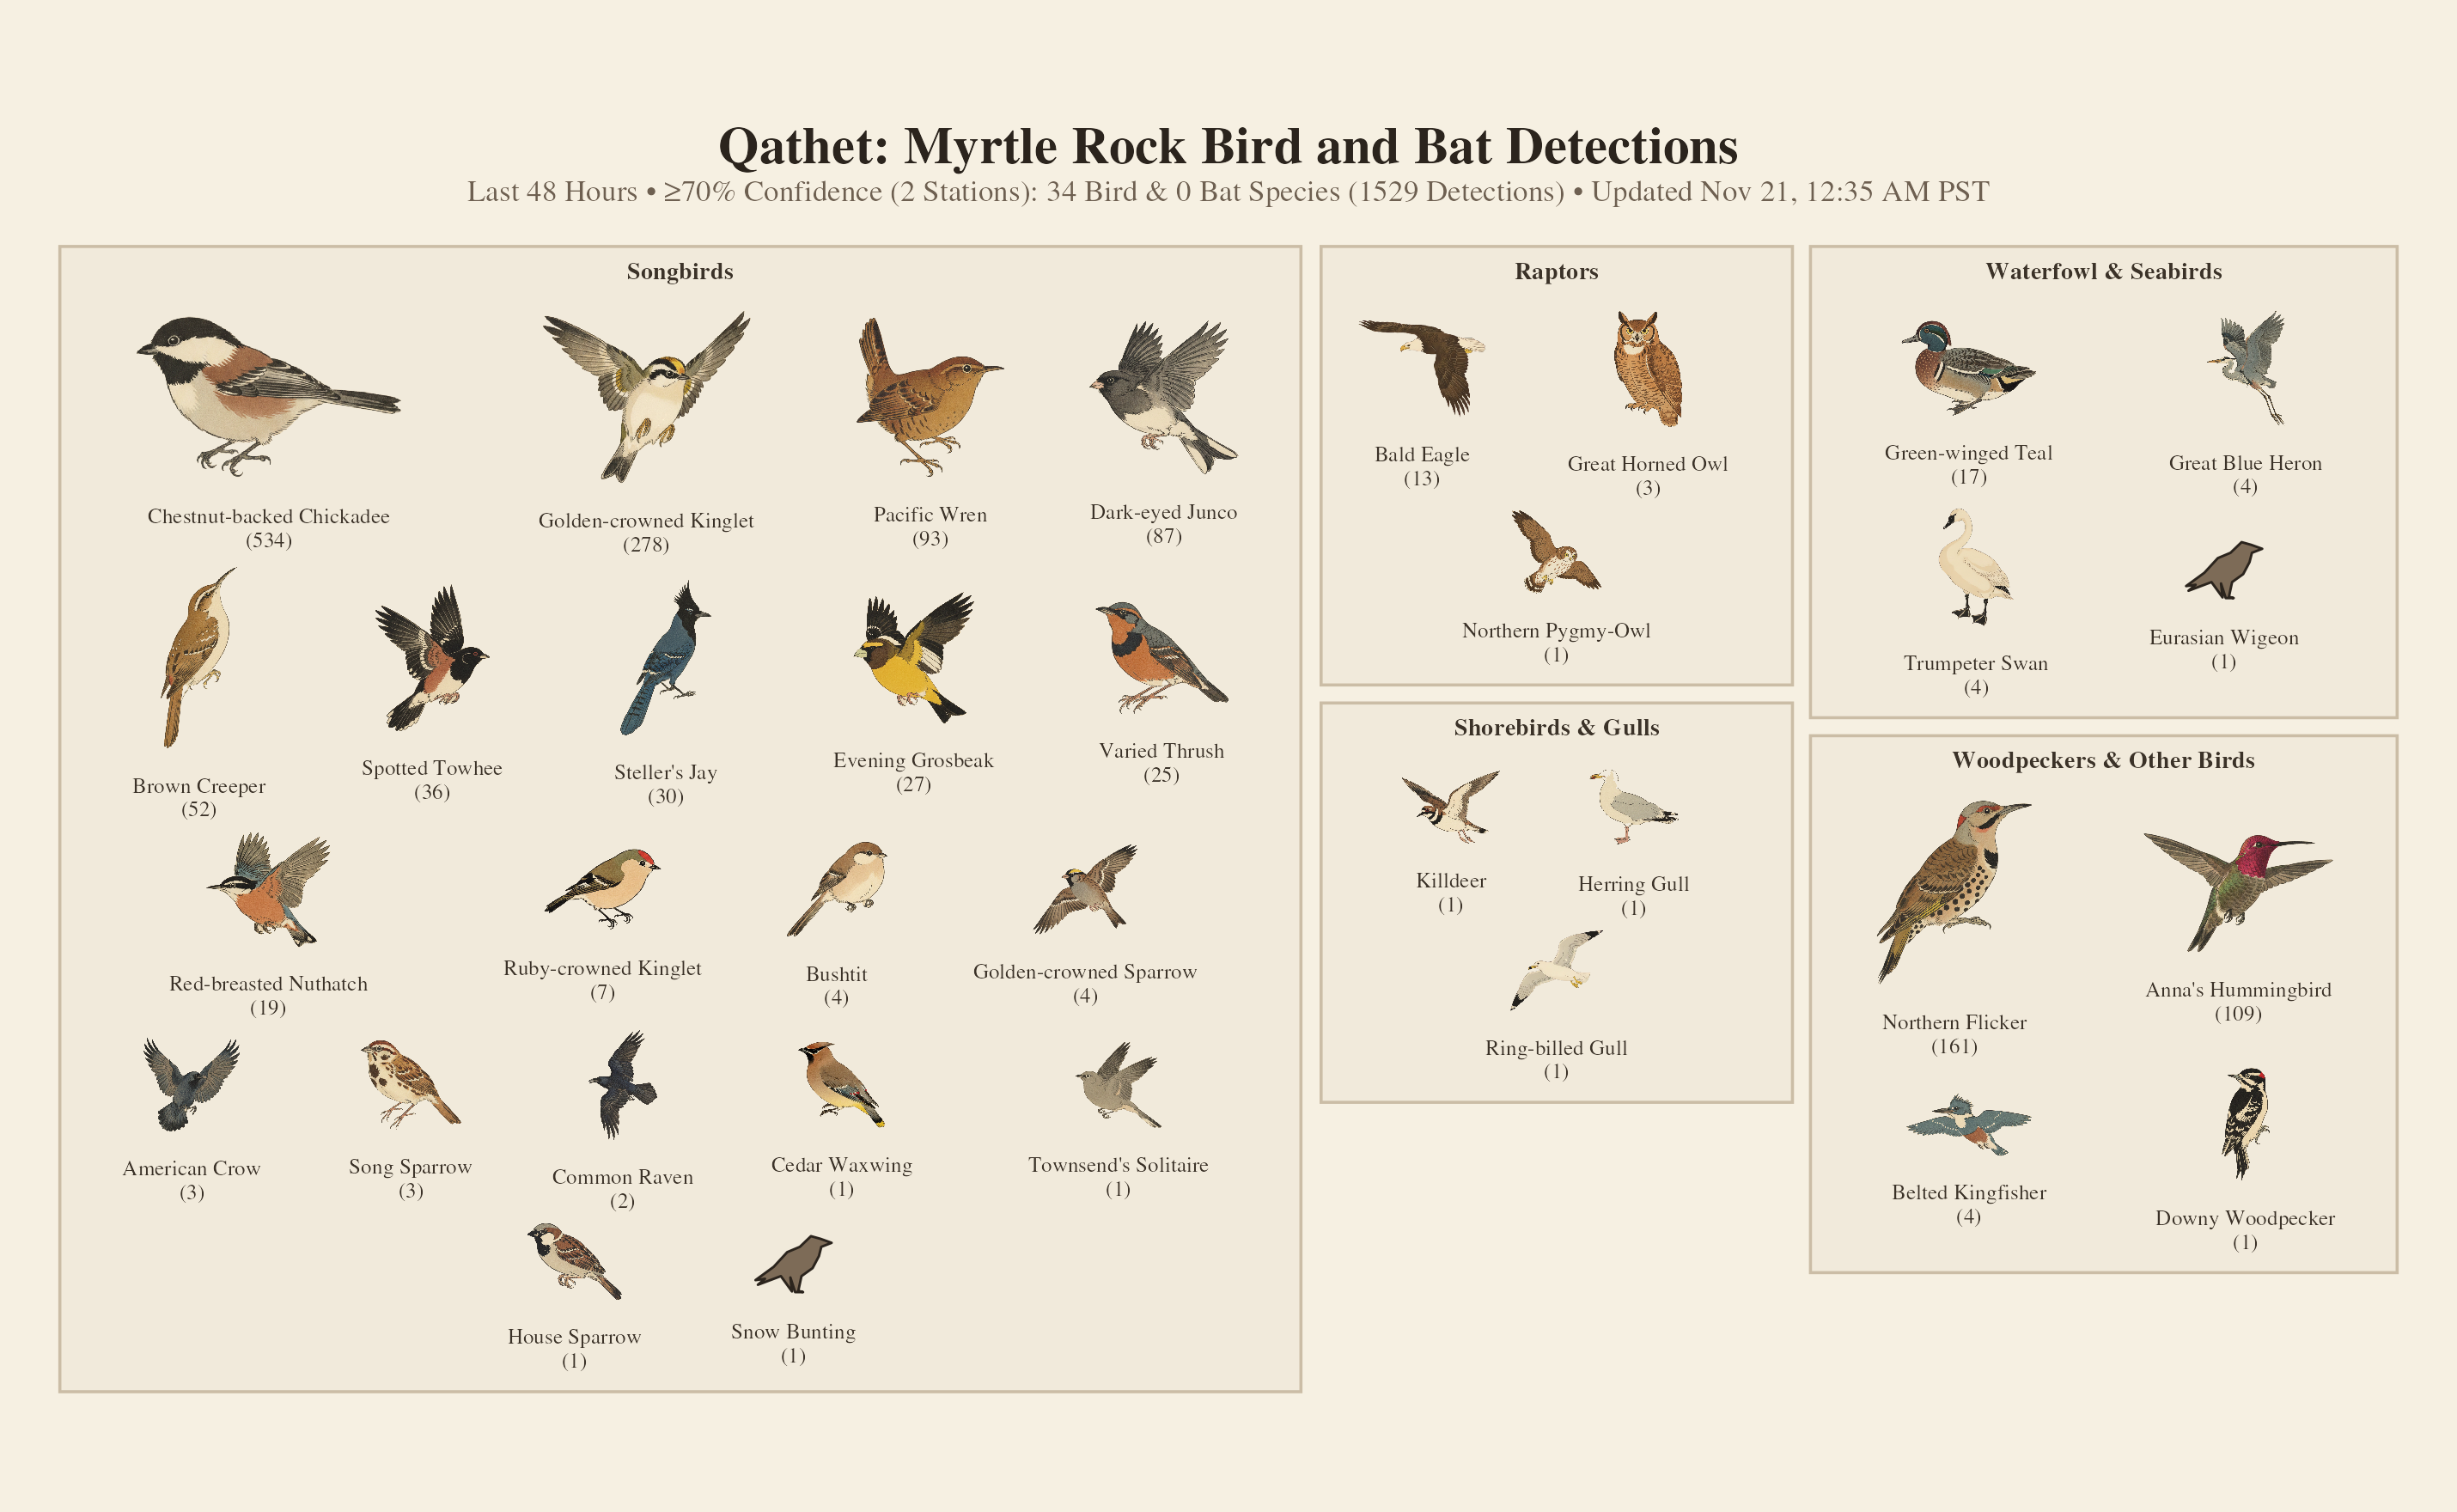 Qathet: Myrtle Rock Bird and Bat Detections
Last 48 Hours • ≥70% Confidence (2 Stations): 34 Bird & 0 Bat Species (1529 Detections) • Updated Nov 21, 12:35 AM PST
Songbirds
Chestnut-backed Chickadee
(534)
Golden-crowned Kinglet
(278)
Pacific Wren
(93)
Dark-eyed Junco
(87)
Brown Creeper
(52)
Spotted Towhee
(36)
Steller's Jay
(30)
Evening Grosbeak
(27)
Varied Thrush
(25)
Red-breasted Nuthatch
(19)
Ruby-crowned Kinglet
(7)
Bushtit
(4)
Golden-crowned Sparrow
(4)
American Crow
(3)
Song Sparrow
(3)
Common Raven
(2)
Cedar Waxwing
(1)
Townsend's Solitaire
(1)
House Sparrow
(1)
Snow Bunting
(1)
Raptors
Bald Eagle
(13)
Great Horned Owl
(3)
Northern Pygmy-Owl
(1)
Shorebirds & Gulls
Killdeer
(1)
Herring Gull
(1)
Ring-billed Gull
(1)
Waterfowl & Seabirds
Green-winged Teal
(17)
Great Blue Heron
(4)
Trumpeter Swan
(4)
Eurasian Wigeon
(1)
Woodpeckers & Other Birds
Northern Flicker
(161)
Anna's Hummingbird
(109)
Belted Kingfisher
(4)
Downy Woodpecker
(1)